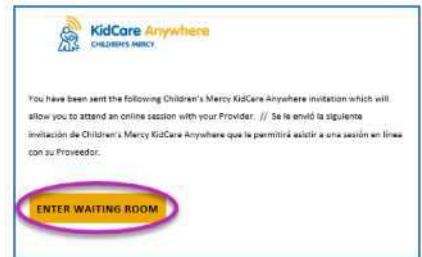 KidCare Anywhere
CHILDREN'S MERCY
You have been sent the following Children's Mercy KidCare Anywhere invitation which will
allow you to attend an online session with your Provider. // Se le envió la siguiente
invitación de Children's Mercy KidCare Anywhere que le permitirá asistir a una sesión en línea
con su Proveedor.
ENTER WAITING ROOM